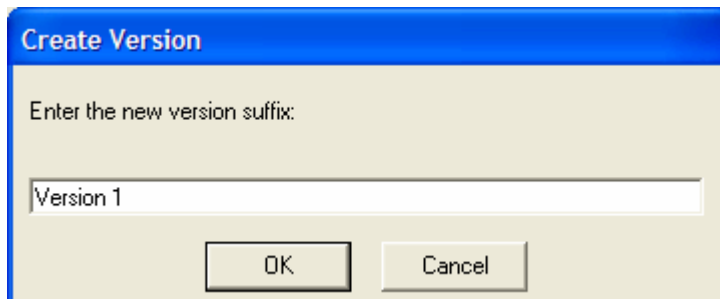 Create Version
Enter the new version suffix:
Version 1
OK Cancel